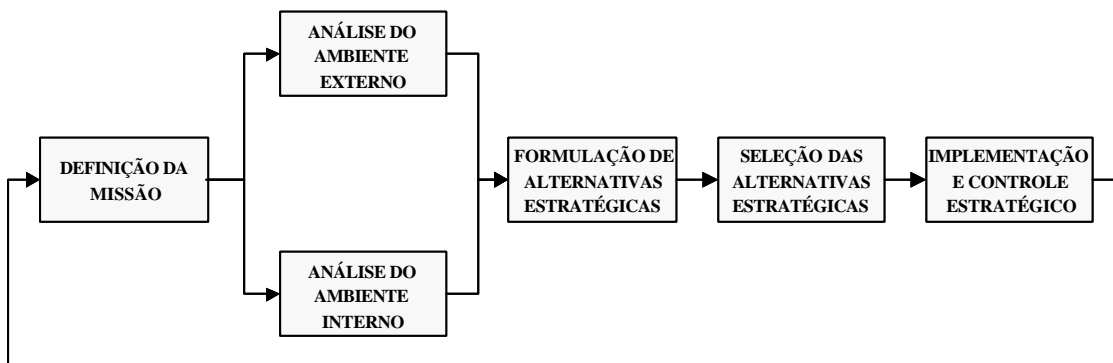 ANÁLISE DO
AMBIENTE
EXTERNO
DEFINIÇÃO DA
MISSÃO
ANÁLISE DO
AMBIENTE
INTERNO
FORMULAÇÃO DE
ALTERNATIVAS
ESTRATÉGICAS
SELEÇÃO DAS
ALTERNATIVAS
ESTRATÉGICAS
IMPLEMENTAÇÃO
E CONTROLE
ESTRATÉGICO